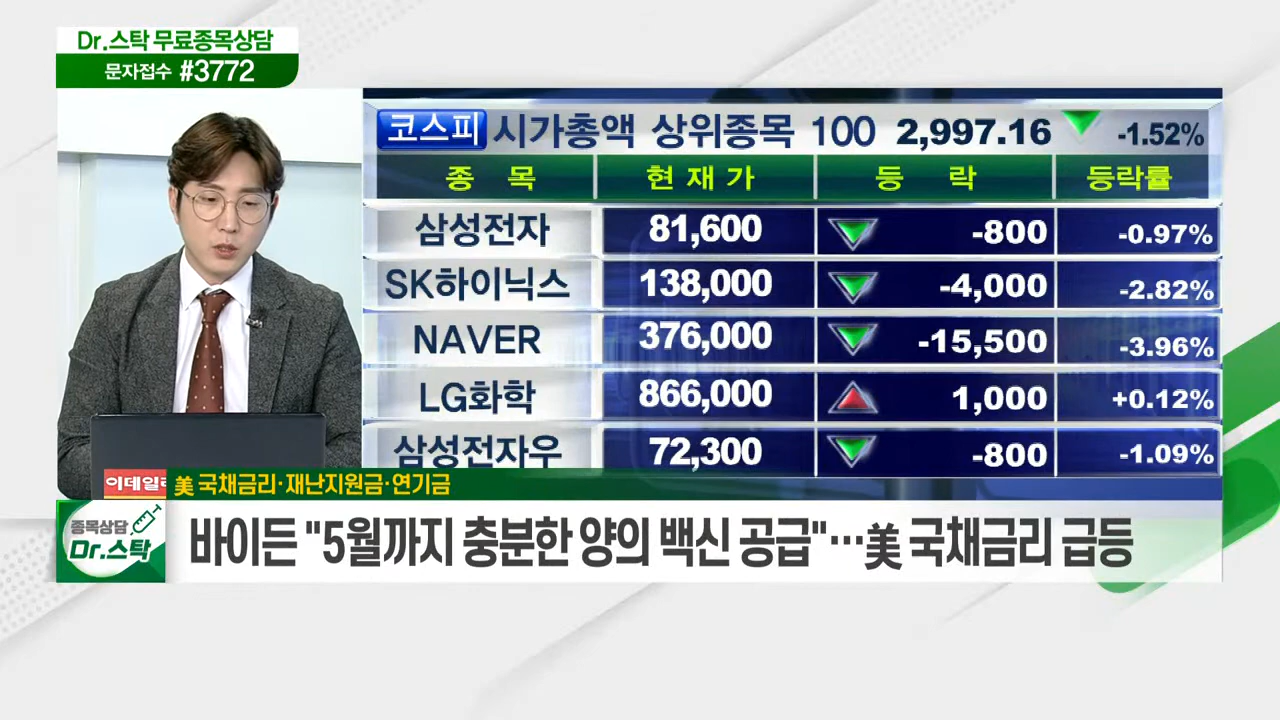 Dr.스탁 무료종목상담
문자접수 #3772
코스피 시가총액 상위종목 100 2,997.16 -1.52%
종 목 현 재 가 등 락 등락률
삼성전자 81,600 -800 -0.97%
SK하이닉스 138,000 -4,000 -2.82%
NAVER 376,000 -15,500 -3.96%
LG화학 866,000 1,000 +0.12%
삼성전자우 72,300 -800 -1.09%
이데일리 美 국채금리·재난지원금·연기금
종목상담
Dr.스탁
바이든 "5월까지 충분한 양의 백신 공급"…美 국채금리 급등